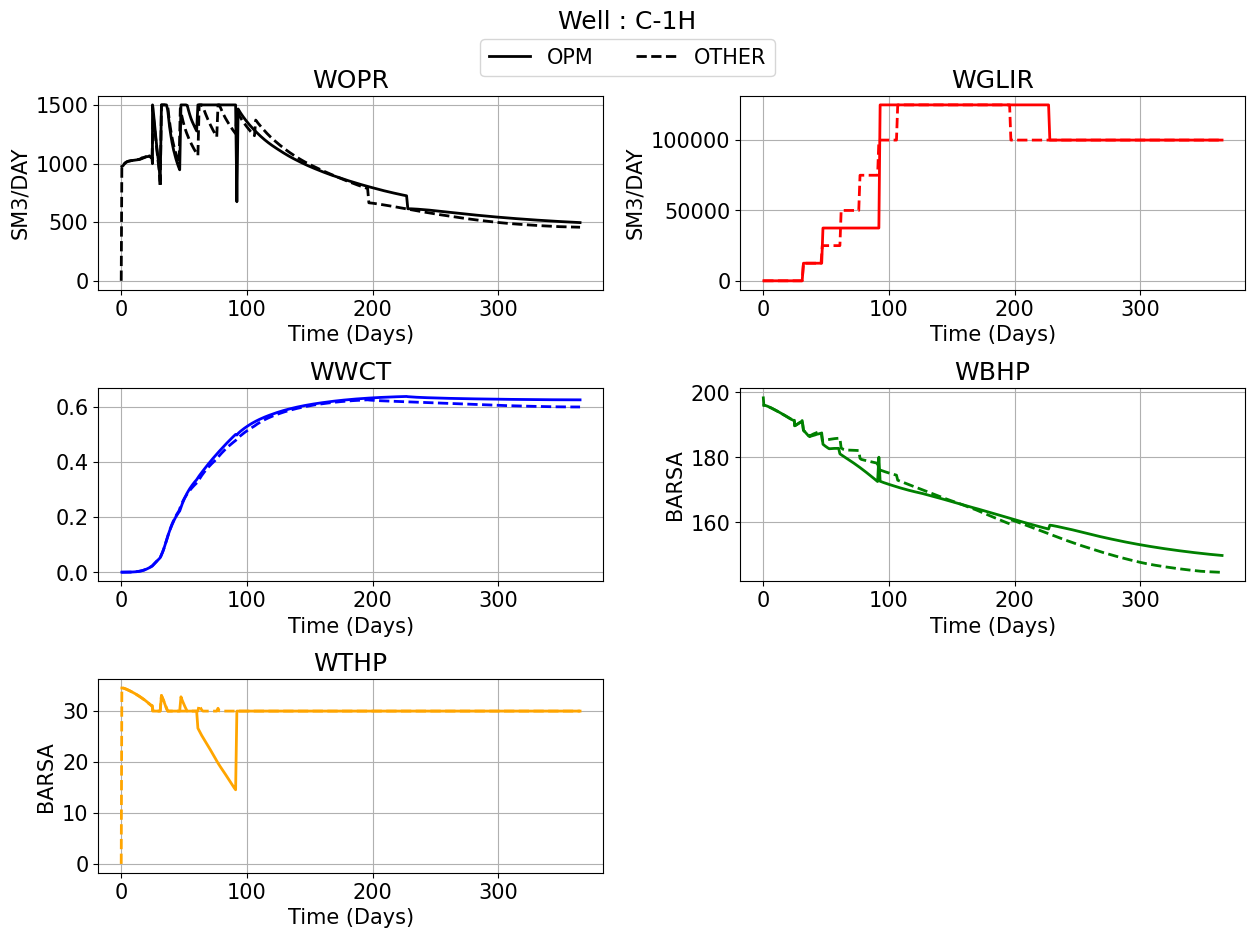 Well : C-1H
OPM OTHER
WOPR
SM3/DAY
1500
1000
500
0
0 100 200 300
Time (Days)
WGLIR
SM3/DAY
100000
50000
0
0 100 200 300
Time (Days)
WWCT
0.6
0.4
0.2
0.0
0 100 200 300
Time (Days)
WBHP
BARSA
200
180
160
0 100 200 300
Time (Days)
WTHP
BARSA
30
20
10
0
0 100 200 300
Time (Days)